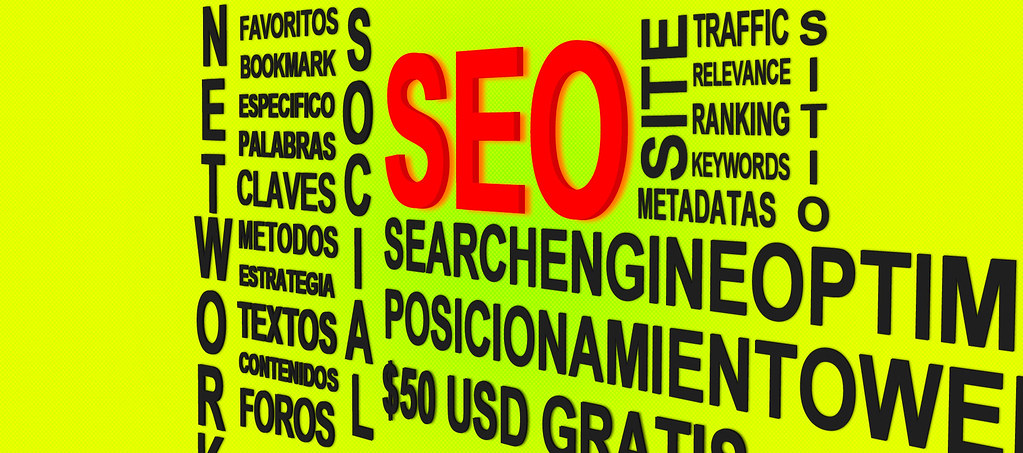 NETWORK
FAVORITOS
BOOKMARK
ESPECIFICO
PALABRAS
CLAVES
METODOS
ESTRATEGIA
TEXTOS
CONTENIDOS
FOROS
SOCIAL
SEO
SITE
TRAFFIC
RELEVANCE
RANKING
KEYWORDS
METADATAS
SITIO
SEARCHENGINEOPTIM
POSICIONAMIENTOWE
$50 USD GRATIS